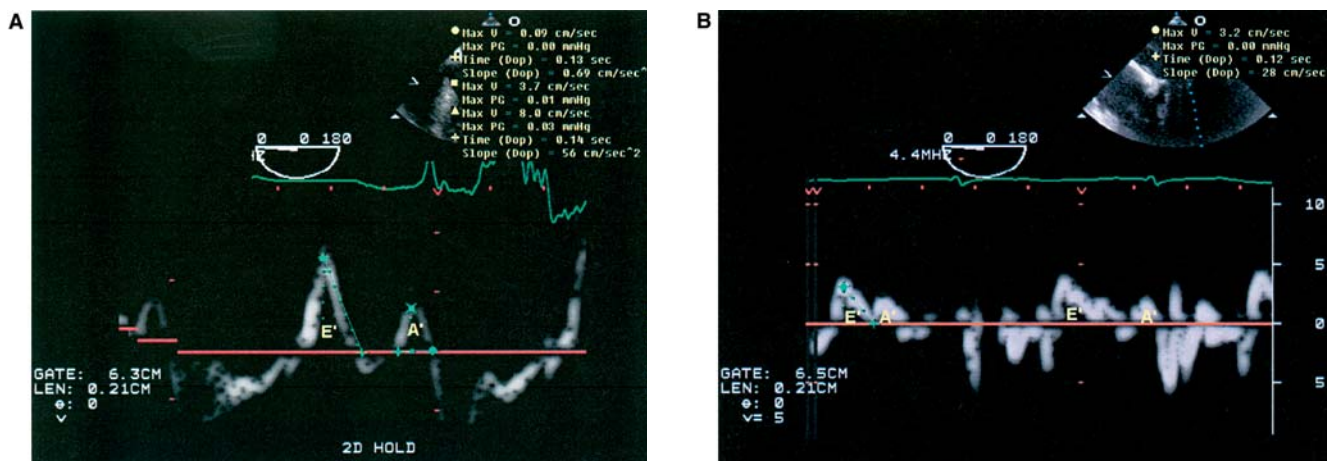 A
Max V = 0.09 cm/sec
Max PG = 0.00 mmHg
Time (Dop) = 0.13 sec
Slope (Dop) = 0.69 cm/sec^
Max V = 3.7 cm/sec
Max PG = 0.01 mmHg
Max V = 8.0 cm/sec
Max PG = 0.03 mmHg
Time (Dop) = 0.14 sec
Slope (Dop) = 56 cm/sec^2
0 0 180
E' A'
GATE: 6.3CM
LEN: 0.21CM
θ: 0
2D HOLD
B
Max V = 3.2 cm/sec
Max PG = 0.00 mmHg
Time (Dop) = 0.12 sec
Slope (Dop) = 28 cm/sec^
0 0 180
4.4MHZ
10
5
E' A' E' A' 0
GATE: 6.5CM
LEN: 0.21CM
θ: 0
V= 5
5